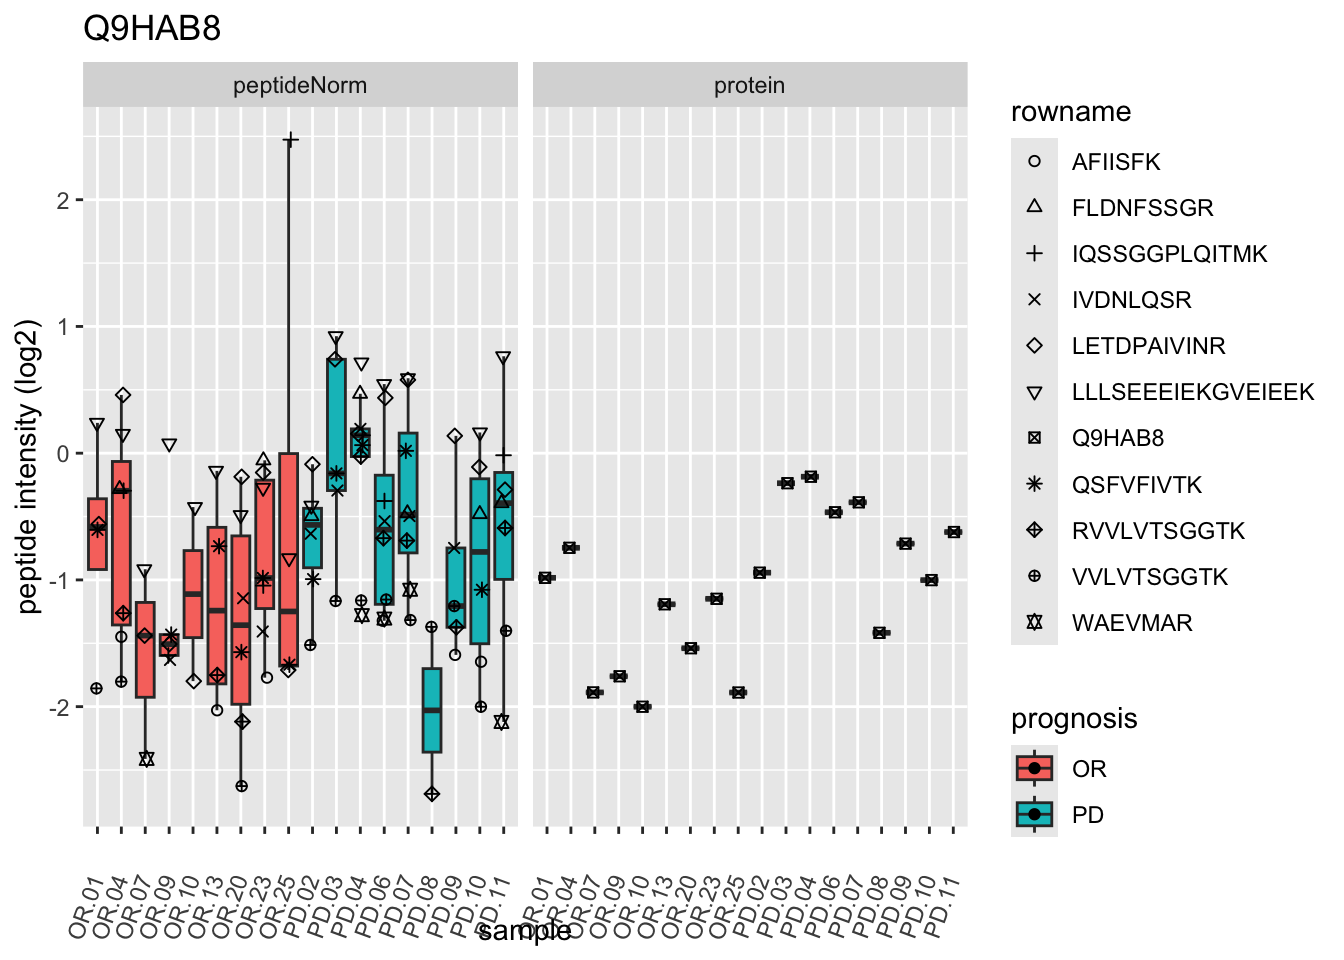 Q9HAB8
peptideNorm
protein
peptide intensity (log2)
2
1
0
-1
-2
OR.01
OR.04
OR.07
OR.09
OR.10
OR.13
OR.20
OR.23
OR.25
PD.02
PD.03
PD.04
PD.06
PD.07
PD.08
PD.09
PD.10
PD.11
OR.01
OR.04
OR.07
OR.09
OR.10
OR.13
OR.20
OR.23
OR.25
PD.02
PD.03
PD.04
PD.06
PD.07
PD.08
PD.09
PD.10
PD.11
sample
rowname
AFIISFK
FLDNFSSGR
IQSSGGPLQITMK
IVDNLQSR
LETDPAIVINR
LLLSEEEIEKGVEIEEK
Q9HAB8
QSFVFIVTK
RVVLVTSGGTK
VVLVTSGGTK
WAEVMAR
prognosis
OR
PD